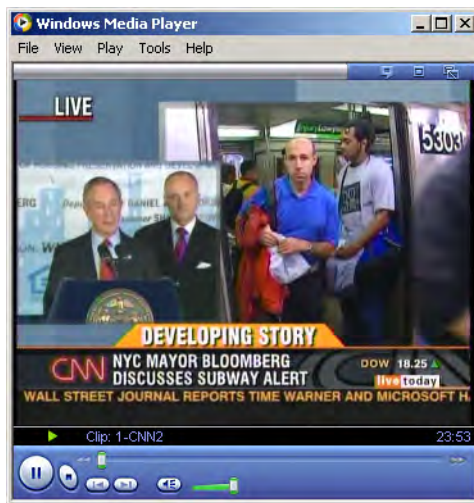 Windows Media Player
File View Play Tools Help
LIVE
5303
DEVELOPING STORY
CNN
NYC MAYOR BLOOMBERG
DISCUSSES SUBWAY ALERT
DOW 18.25
live today
WALL STREET JOURNAL REPORTS TIME WARNER AND MICROSOFT
Clip: 1-CNN2
23:53